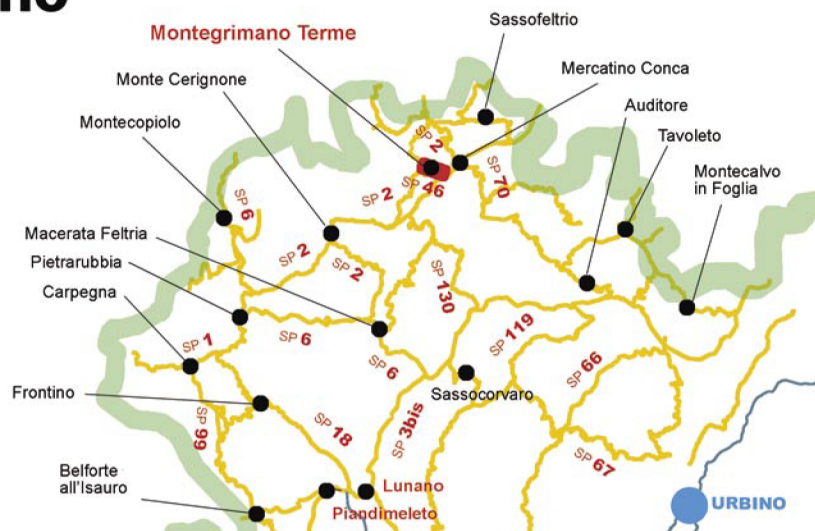 Sassofeltrio
Montegrimano Terme
Mercatino Conca
Monte Cerignone
Auditore
Montecopiolo
Tavoleto
Montecalvo
in Foglia
SP 2
SP 46
SP 70
SP 2
SP 6
Macerata Feltria
Pietrarubbia
Carpegna
SP 2
SP 2
SP 130
SP 1
SP 6
SP 119
SP 6
SP 66
Sassocorvaro
Frontino
SP 99
SP 18
SP 3bis
SP 67
Belforte
all'Isauro
Lunano
Piandimeleto
URBINO